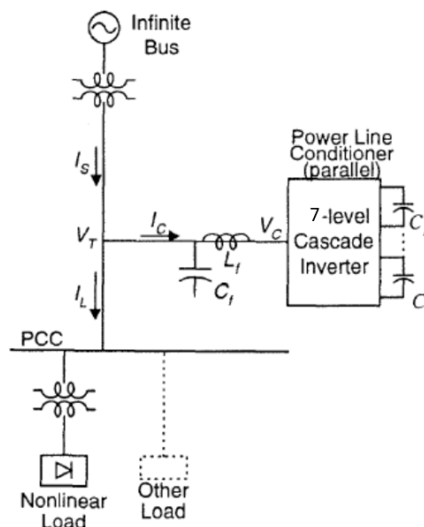 Infinite
Bus
Power Line
Conditioner
(parallel)
I_S
I_C
V_C
7-level
Cascade
Inverter
C
V_T
L_f
C_f
C
I_L
PCC
Nonlinear
Load
Other
Load